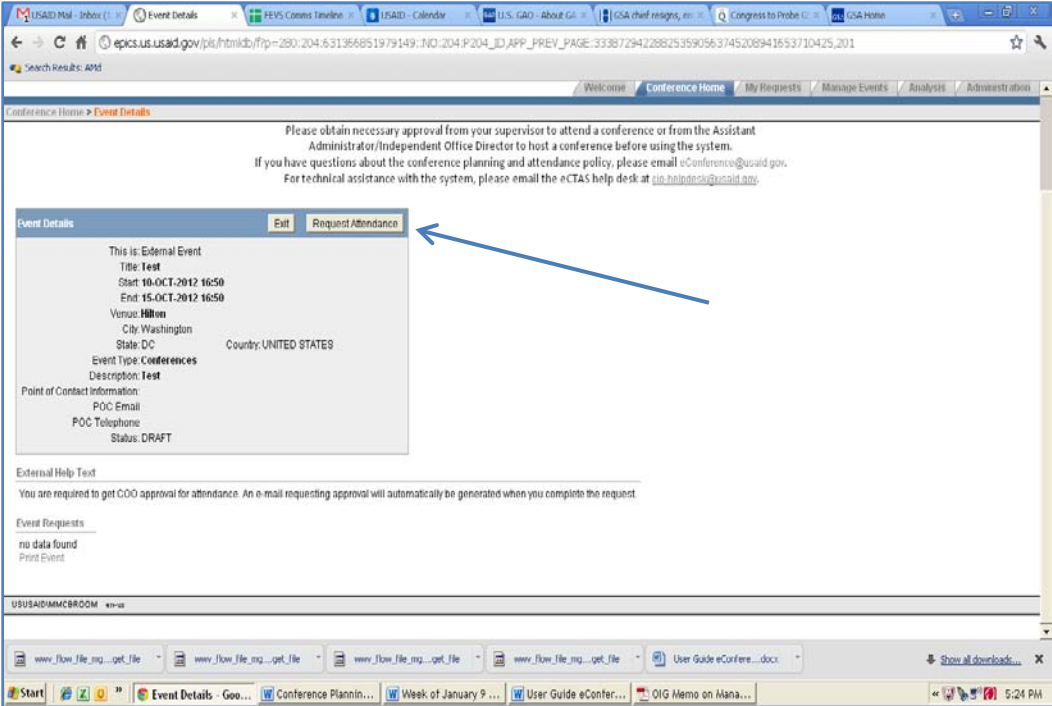 USAID Mail - Inbox (1
Event Details
FEVS Comms Timeline
USAID - Calendar
U.S. GAO - About GA
GSA chief resigns, en
Congress to Probe G
GSA Home
epics.us.usaid.gov/pls/htmldb/f?p=280:204:631366851979149::NO:204:P204_ID,APP_PREV_PAGE:333872942288253590563745208941653710425,201
Search Results: AMd
Welcome
Conference Home
My Requests
Manage Events
Analysis
Administration
Conference Home > Event Details
Please obtain necessary approval from your supervisor to attend a conference or from the Assistant
Administrator/Independent Office Director to host a conference before using the system.
If you have questions about the conference planning and attendance policy, please email eConference@usaid.gov.
For technical assistance with the system, please email the eCTAS help desk at cio-helpdesk@usaid.gov.
Event Details
Exit
Request Attendance
This is: External Event
Title: Test
Start: 10-OCT-2012 16:50
End: 15-OCT-2012 16:50
Venue: Hilton
City: Washington
State: DC Country: UNITED STATES
Event Type: Conferences
Description: Test
Point of Contact Information:
POC Email
POC Telephone
Status: DRAFT
External Help Text
You are required to get COO approval for attendance. An e-mail requesting approval will automatically be generated when you complete the request.
Event Requests
no data found
Print Event
USUSAID\MMCBROOM en-us
wwv_flow_file_mg....get_file
wwv_flow_file_mg....get_file
wwv_flow_file_mg....get_file
wwv_flow_file_mg....get_file
User Guide eConfere....docx
Show all downloads...
Start
Event Details - Goo...
Conference Plannin...
Week of January 9 ...
User Guide eConfer...
OIG Memo on Mana...
5:24 PM